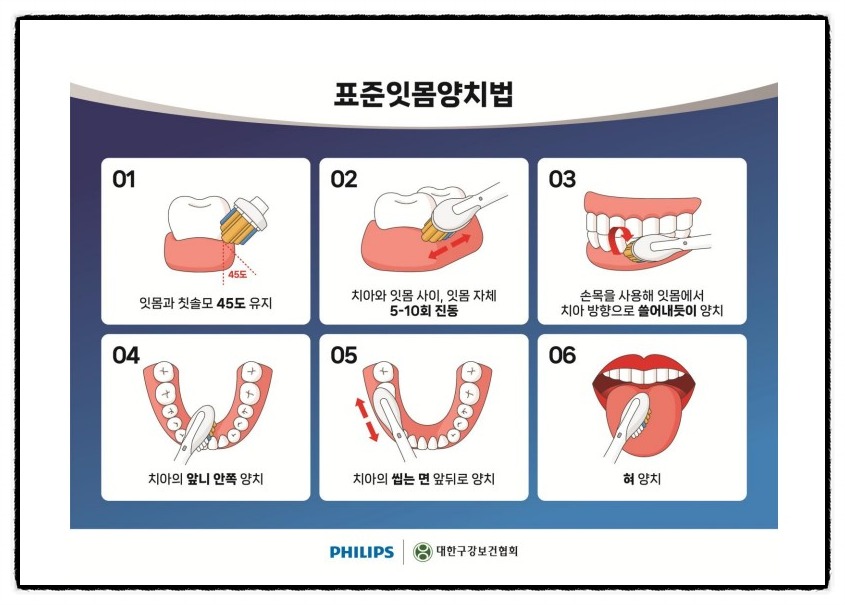 표준잇몸양치법
01
45도
잇몸과 칫솔모 45도 유지
02
치아와 잇몸 사이, 잇몸 자체
5-10회 진동
03
손목을 사용해 잇몸에서
치아 방향으로 쓸어내듯이 양치
04
치아의 앞니 안쪽 양치
05
치아의 씹는 면 앞뒤로 양치
06
혀 양치
PHILIPS 대한구강보건협회